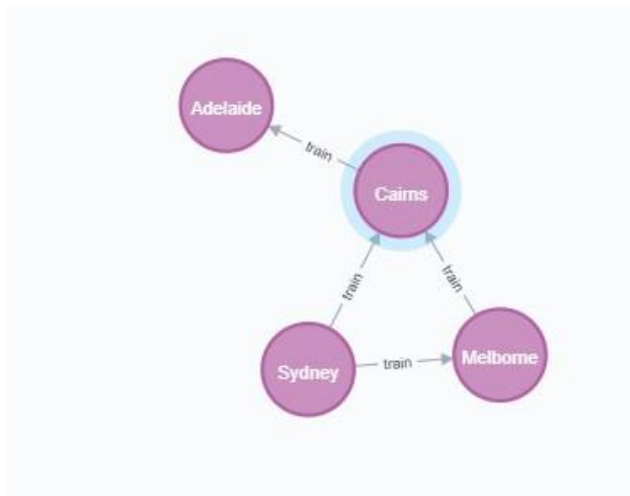 Adelaide
train
Cairns
train
train
Sydney
train
Melborne